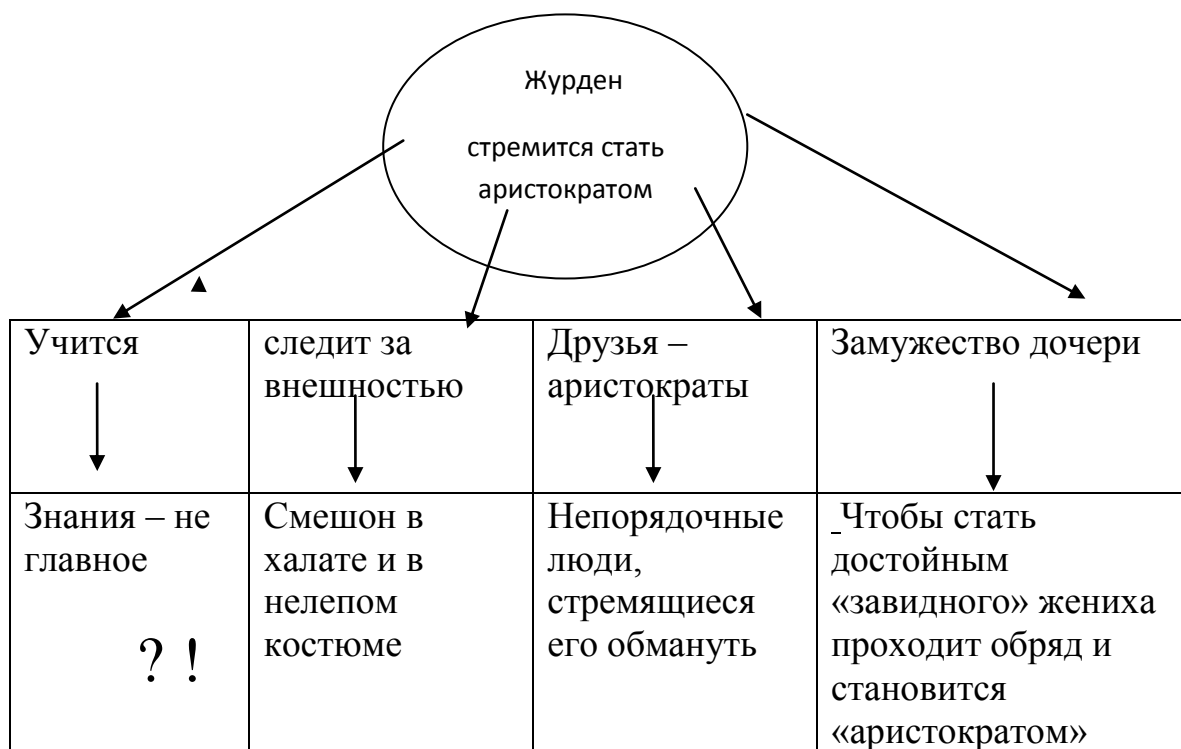 Журден
стремится стать
аристократом
Учится
следит за
внешностью
Друзья –
аристократы
Замужество дочери
Знания – не
главное
? !
Смешон в
халате и в
нелепом
костюме
Непорядочные
люди,
стремящиеся
его обмануть
Чтобы стать
достойным
«завидного» жениха
проходит обряд и
становится
«аристократом»